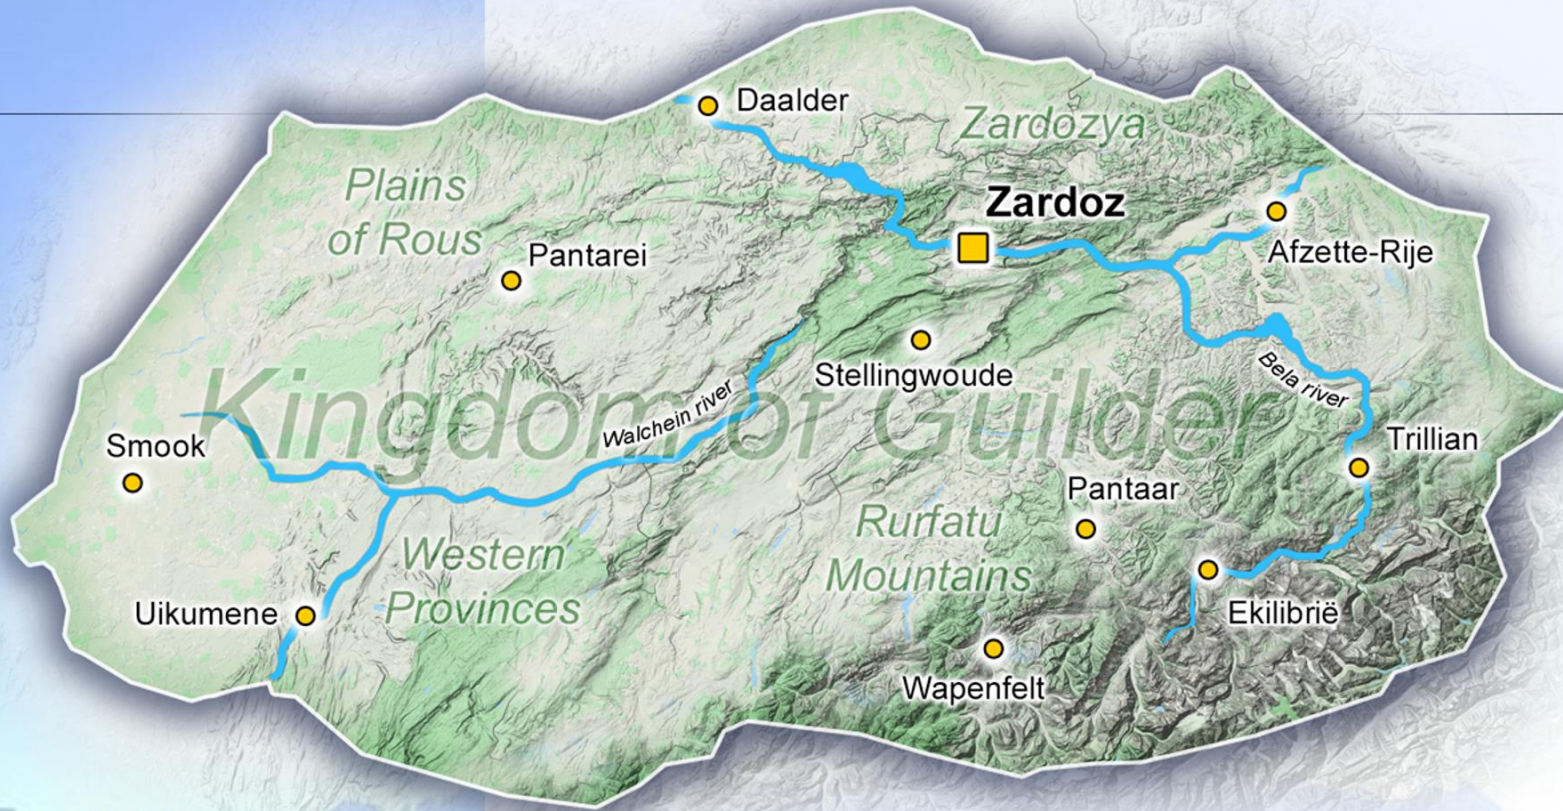 Daalder
Zardozya
Plains
of Rous
Zardoz
Pantarei
Afzette-Rije
Stellingwoude
Bela river
Kingdom of Guilder
Walchein river
Smook
Trillian
Pantaar
Rurfatu
Mountains
Western
Provinces
Uikumene
Ekilibrië
Wapenfelt